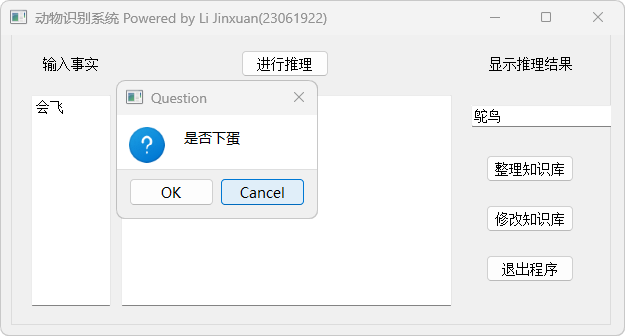 动物识别系统 Powered by Li Jinxuan(23061922)
输入事实
进行推理
显示推理结果
会飞
Question
是否下蛋
OK
Cancel
鸵鸟
整理知识库
修改知识库
退出程序